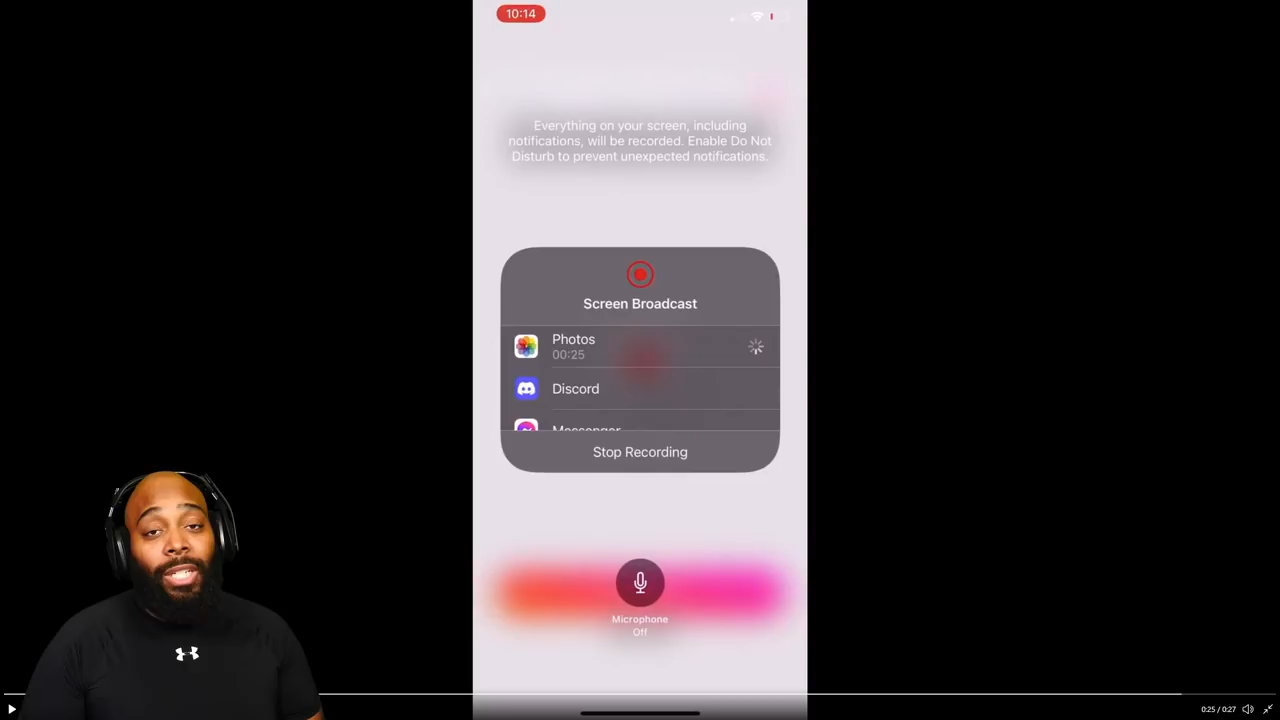 10:14
Everything on your screen, including
notifications, will be recorded. Enable Do Not
Disturb to prevent unexpected notifications.
Screen Broadcast
Photos
00:25
Discord
Messenger
Stop Recording
Microphone
Off
0:25 / 0:27